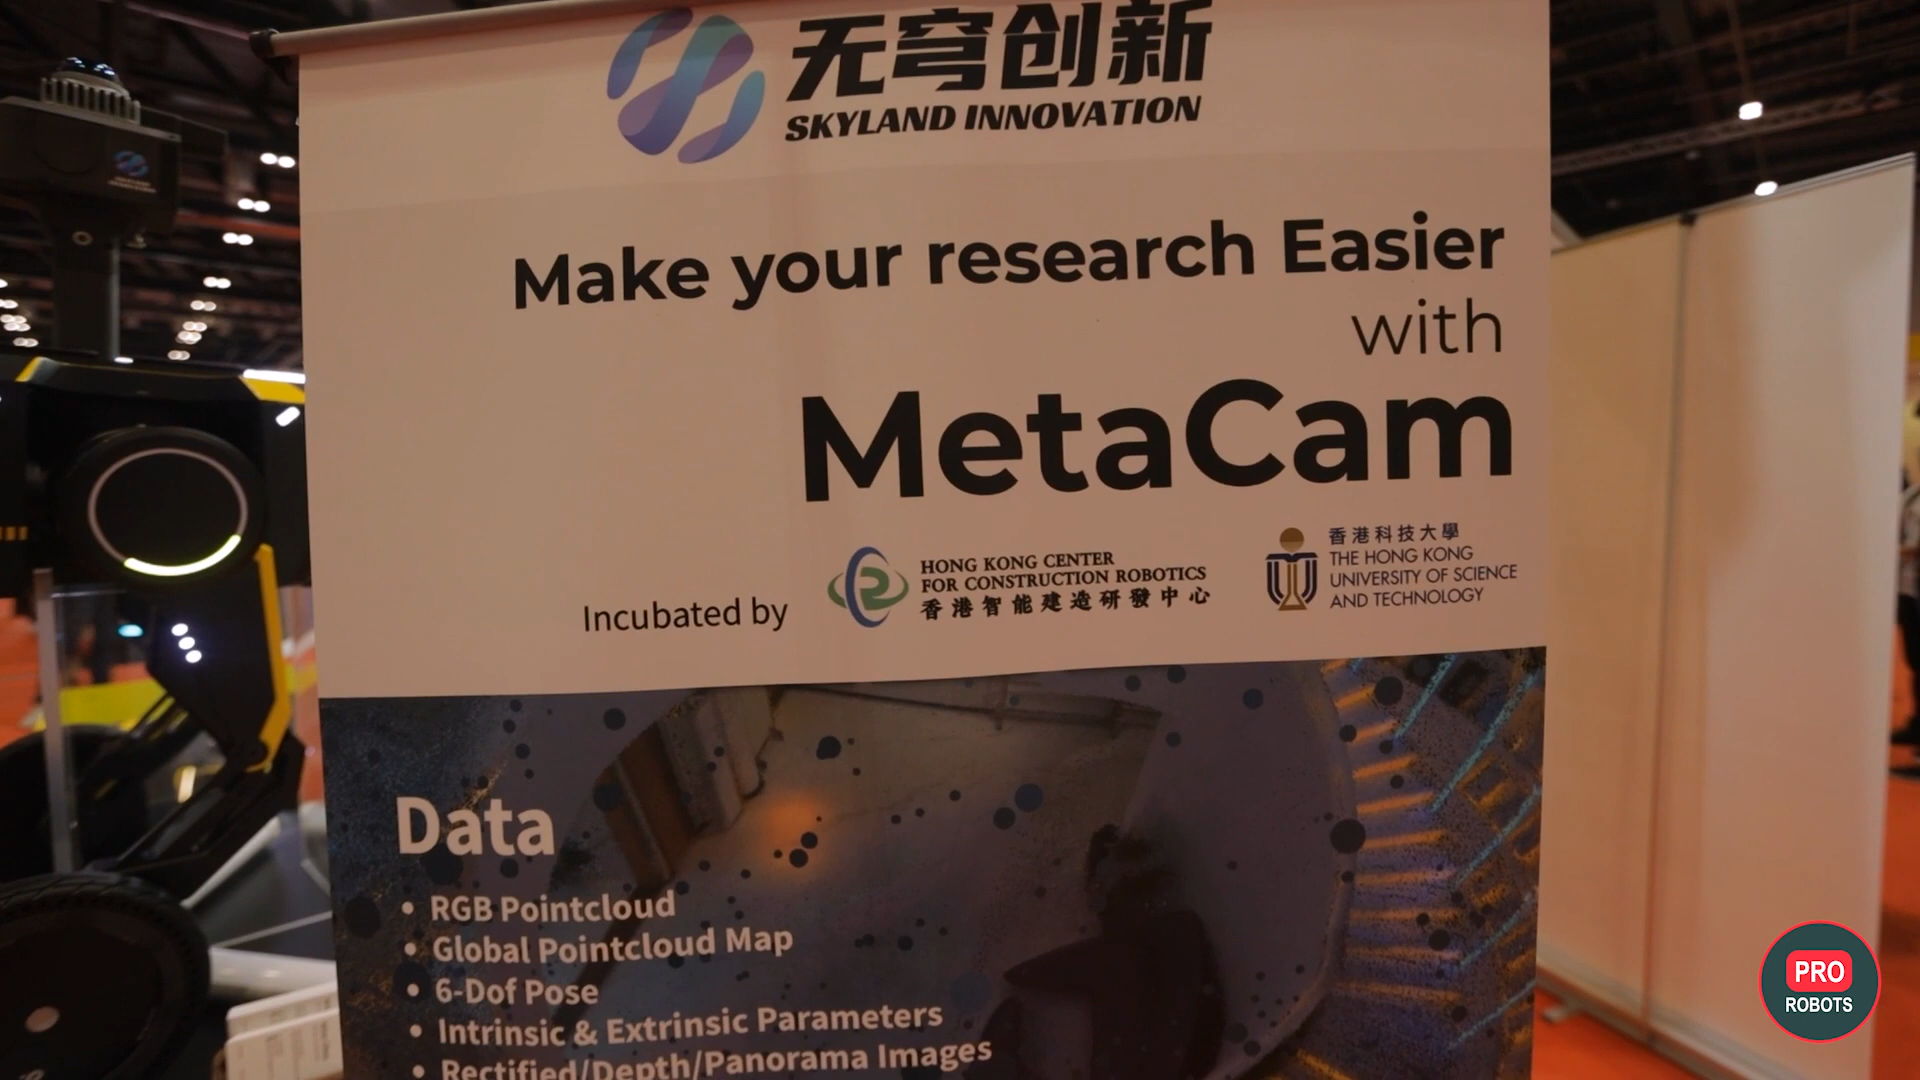 无穹创新
SKYLAND INNOVATION
Make your research Easier
with
MetaCam
Incubated by
HONG KONG CENTER
FOR CONSTRUCTION ROBOTICS
香港智能建造研發中心
香港科技大學
THE HONG KONG
UNIVERSITY OF SCIENCE
AND TECHNOLOGY
Data
• RGB Pointcloud
• Global Pointcloud Map
• 6-Dof Pose
• Intrinsic & Extrinsic Parameters
• Rectified/Depth/Panorama Images
PRO
ROBOTS